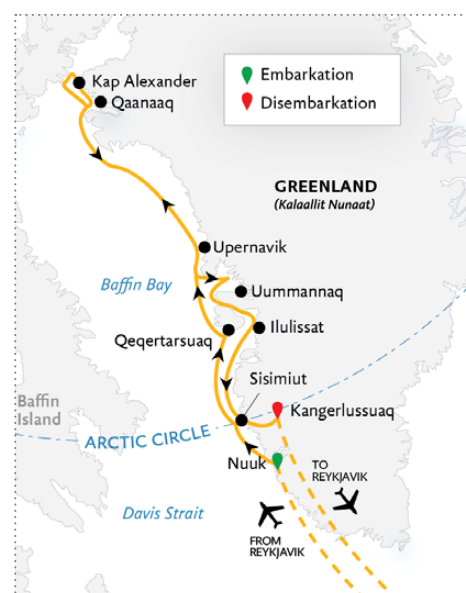 Kap Alexander
Qaanaaq
Embarkation
Disembarkation
GREENLAND
(Kalaallit Nunaat)
Upernavik
Baffin Bay
Uummannaq
Qeqertarsuaq
Ilulissat
Sisimiut
Baffin
Island
Kangerlussuaq
ARCTIC CIRCLE
Nuuk
TO
REYKJAVIK
Davis Strait
FROM
REYKJAVIK